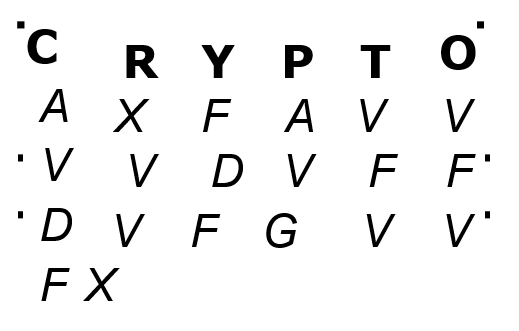 C R Y P T O
A X F A V V
V V D V F F
D V F G V V
F X